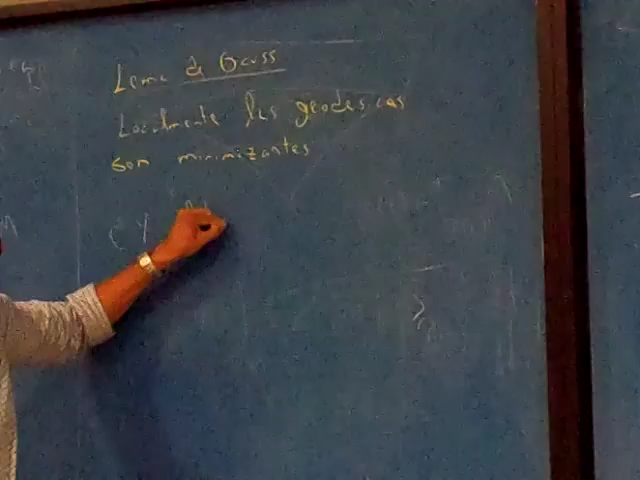 Lema de Gauss
Localmente las geodesicas
son minimizantes